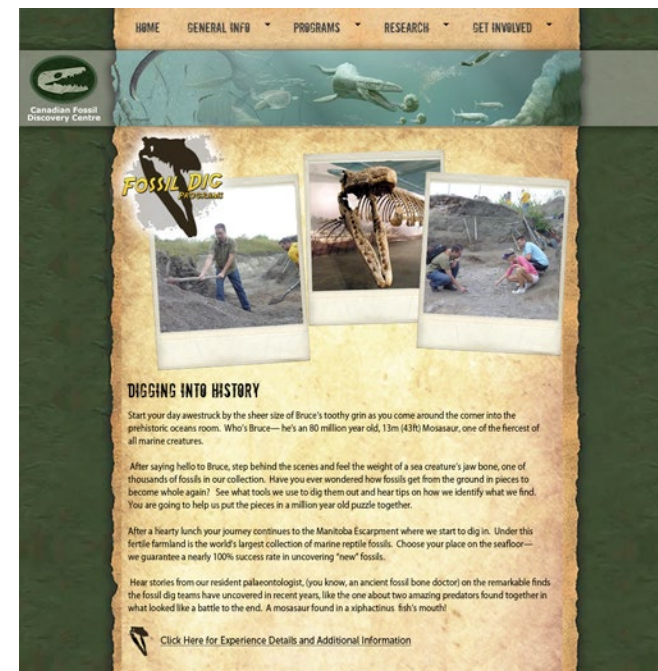 HOME GENERAL INFO PROGRAMS RESEARCH GET INVOLVED
Canadian Fossil
Discovery Centre
FOSSIL DIG
PROGRAMS
DIGGING INTO HISTORY
Start your day awestruck by the sheer size of Bruce's toothy grin as you come around the corner into the
prehistoric oceans room. Who's Bruce— he's an 80 million year old, 13m (43ft) Mosasaur, one of the fiercest of
all marine creatures.
After saying hello to Bruce, step behind the scenes and feel the weight of a sea creature's jaw bone, one of
thousands of fossils in our collection. Have you ever wondered how fossils get from the ground in pieces to
become whole again? See what tools we use to dig them out and hear tips on how we identify what we find.
You are going to help us put the pieces in a million year old puzzle together.
After a hearty lunch your journey continues to the Manitoba Escarpment where we start to dig in. Under this
fertile farmland is the world's largest collection of marine reptile fossils. Choose your place on the seafloor—
we guarantee a nearly 100% success rate in uncovering "new" fossils.
Hear stories from our resident palaeontologist, (you know, an ancient fossil bone doctor) on the remarkable finds
the fossil dig teams have uncovered in recent years, like the one about two amazing predators found together in
what looked like a battle to the end. A mosasaur found in a xiphactinus fish's mouth!
Click Here for Experience Details and Additional Information